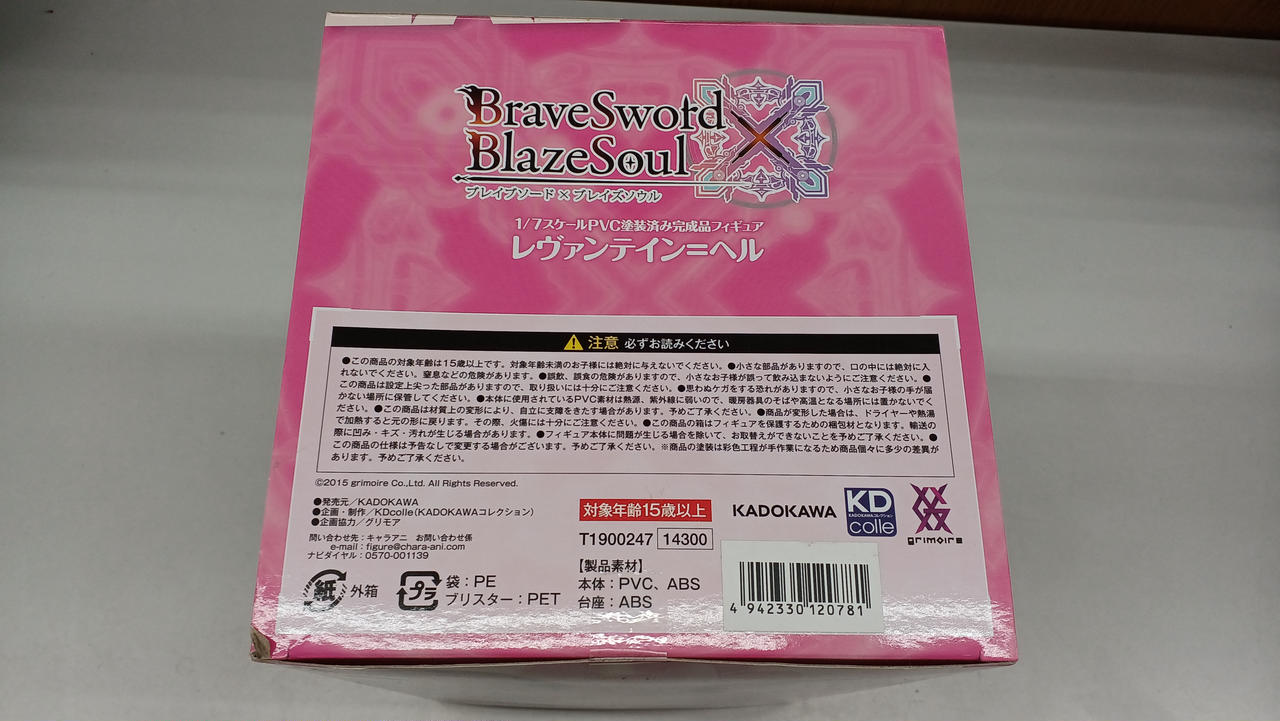 BraveSword
BlazeSoul
ブレイブソード×ブレイズソウル
1/7スケールPVC塗装済み完成品フィギュア
レヴァンテイン=ヘル
注意 必ずお読みください
●この商品の対象年齢は15歳以上です。対象年齢未満のお子様には絶対に与えないでください。●小さな部品がありますので、口の中には絶対に入
れないでください。窒息などの危険があります。●誤飲、誤食の危険がありますので、小さなお子様が誤って飲み込まないようにご注意ください。●
この商品は設定上尖った部品がありますので、取り扱いには十分にご注意ください。●思わぬケガをする恐れがありますので、小さなお子様の手が届
かない場所に保管してください。●本体に使用されているPVC素材は熱源、紫外線に弱いので、暖房器具のそばや高温となる場所には置かないでく
ださい。●この商品は材質上の変形により、自立に支障をきたす場合があります。予めご了承ください。●商品が変形した場合は、ドライヤーや熱湯
で加熱すると元の形に戻ります。その際、火傷には十分にご注意ください。●この商品の箱はフィギュアを保護するための梱包材となります。輸送の
際に凹み・キズ・汚れが生じる場合があります。●フィギュア本体に問題が生じる場合を除いて、お取替えができないことを予めご了承ください。●
この商品の仕様は予告なしで変更する場合がございます。予めご了承ください。※商品の塗装は彩色工程が手作業になるため商品個々に多少の差異が
あります。予めご了承ください。
©2015 grimoire Co.,Ltd. All Rights Reserved.
●発売元/KADOKAWA
●企画・制作/KDcolle(KADOKAWAコレクション)
●企画協力/グリモア
問い合わせ先:キャラアニ お問い合わせ係
e-mail:figure@chara-ani.com
ナビダイヤル:0570-001139
紙 外箱
プラ 袋:PE
ブリスター:PET
対象年齢15歳以上
T1900247 14300
【製品素材】
本体:PVC、ABS
台座:ABS
KADOKAWA
KD
KADOKAWAコレクション
colle
grimoire
4 942330 120781